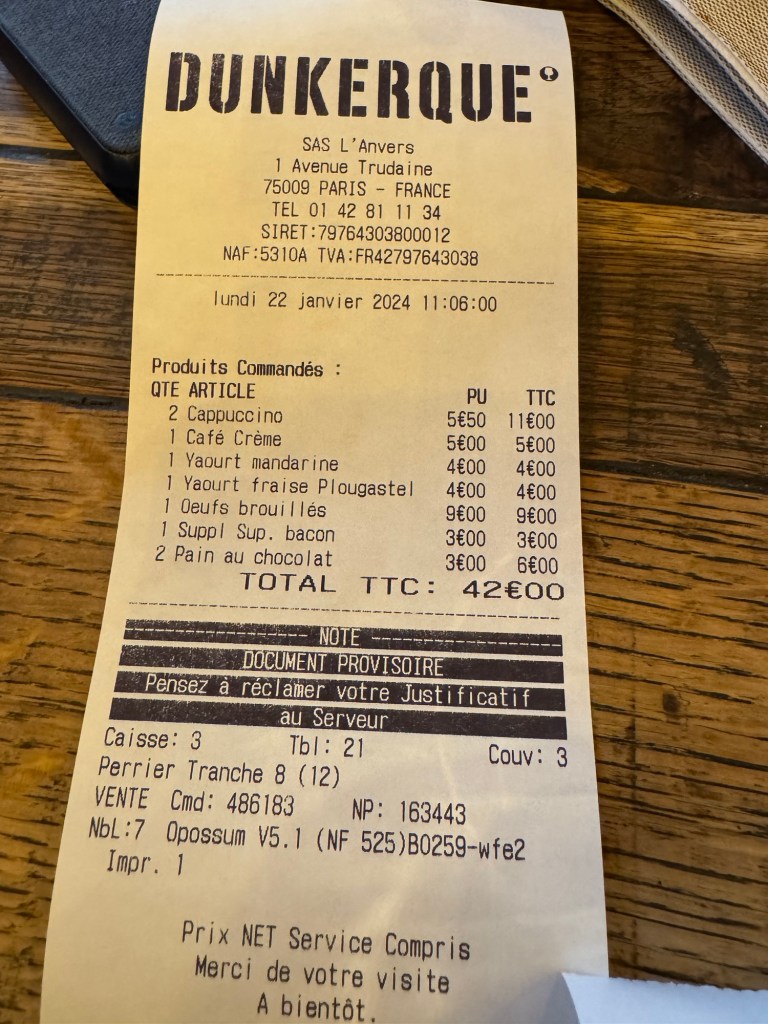 DUNKERQUE
SAS L'Anvers
1 Avenue Trudaine
75009 PARIS - FRANCE
TEL 01 42 81 11 34
SIRET:79764303800012
NAF:5310A TVA:FR42797643038
lundi 22 janvier 2024 11:06:00
Produits Commandés :
QTE ARTICLE PU TTC
2 Cappuccino 5€50 11€00
1 Café Crème 5€00 5€00
1 Yaourt mandarine 4€00 4€00
1 Yaourt fraise Plougastel 4€00 4€00
1 Oeufs brouillés 9€00 9€00
1 Suppl Sup. bacon 3€00 3€00
2 Pain au chocolat 3€00 6€00
TOTAL TTC: 42€00
NOTE
DOCUMENT PROVISOIRE
Pensez à réclamer votre Justificatif
au Serveur
Caisse: 3 Tbl: 21 Couv: 3
Perrier Tranche 8 (12)
VENTE Cmd: 486183 NP: 163443
NbL:7 Opossum V5.1 (NF 525)B0259-wfe2
Impr. 1
Prix NET Service Compris
Merci de votre visite
A bientôt.